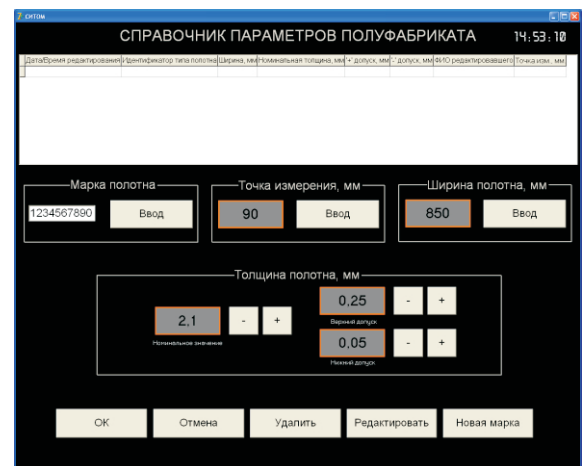 СИТОМ
СПРАВОЧНИК ПАРАМЕТРОВ ПОЛУФАБРИКАТА 14:53:10
Дата/Время редактирования Идентификатор типа полотна Ширина, мм Номинальная толщина, мм '+' допуск, мм '-' допуск, мм ФИО редактировавшего Точка изм., мм
Марка полотна Точка измерения, мм Ширина полотна, мм
1234567890 Ввод 90 Ввод 850 Ввод
Толщина полотна, мм
0,25 - +
2,1 - + Верхний допуск
Номинальное значение 0,05 - +
Нижний допуск
OK Отмена Удалить Редактировать Новая марка